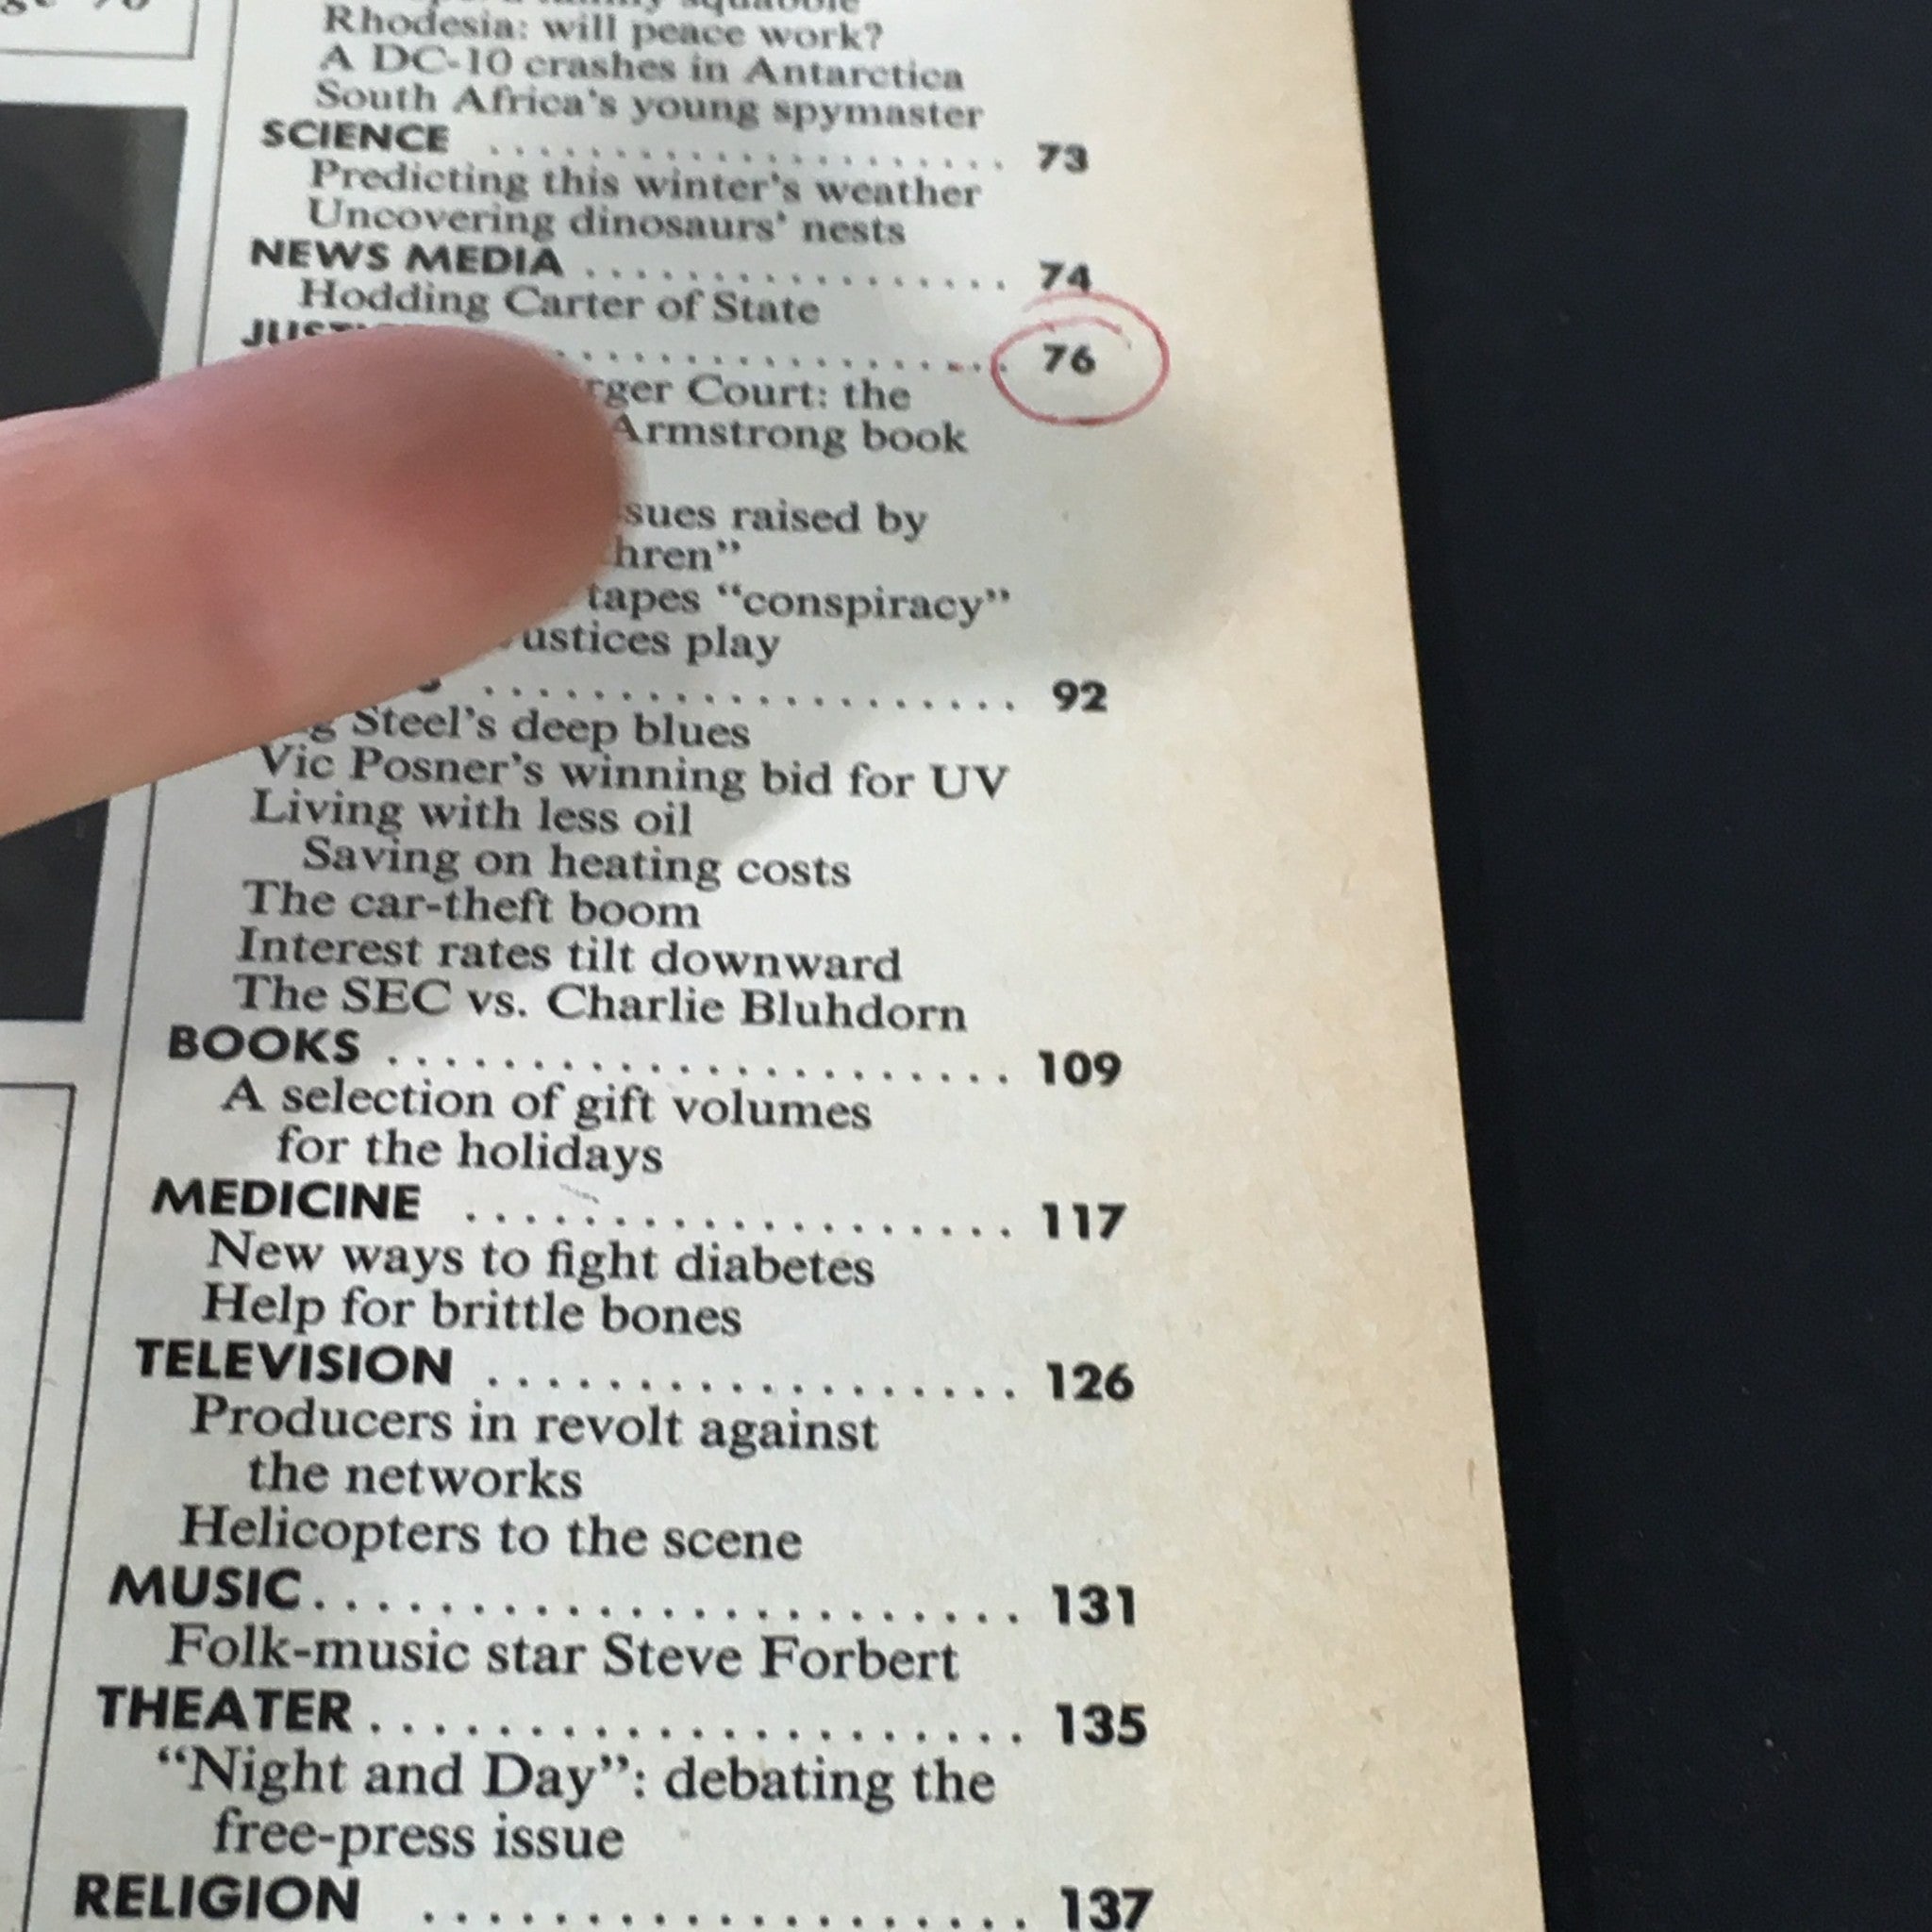 Rhodesia: will peace work?
A DC-10 crashes in Antarctica
South Africa's young spymaster
SCIENCE .................... 73
Predicting this winter's weather
Uncovering dinosaurs' nests
NEWS MEDIA ................. 74
Hodding Carter of State
.................. 76
Court: the
Armstrong book
raised by
tapes “conspiracy”
play
.................... 92
Steel's deep blues
Vic Posner's winning bid for UV
Living with less oil
Saving on heating costs
The car-theft boom
Interest rates tilt downward
The SEC vs. Charlie Bluhdorn
BOOKS ...................... 109
A selection of gift volumes
for the holidays
MEDICINE ................... 117
New ways to fight diabetes
Help for brittle bones
TELEVISION ................... 126
Producers in revolt against
the networks
Helicopters to the scene
MUSIC....................... 131
Folk-music star Steve Forbert
THEATER..................... 135
“Night and Day”: debating the
free-press issue
RELIGION ................... 137